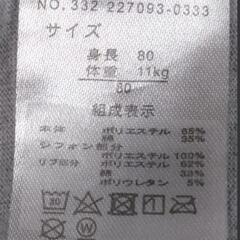 NO.332 227093-0333
サイズ
身長 80
体重 11kg
80
組成表示
本体 ポリエステル 65%
綿 35%
シフォン部分
ポリエステル 100%
リブ部分 ポリエステル 62%
綿 33%
ポリウレタン 5%